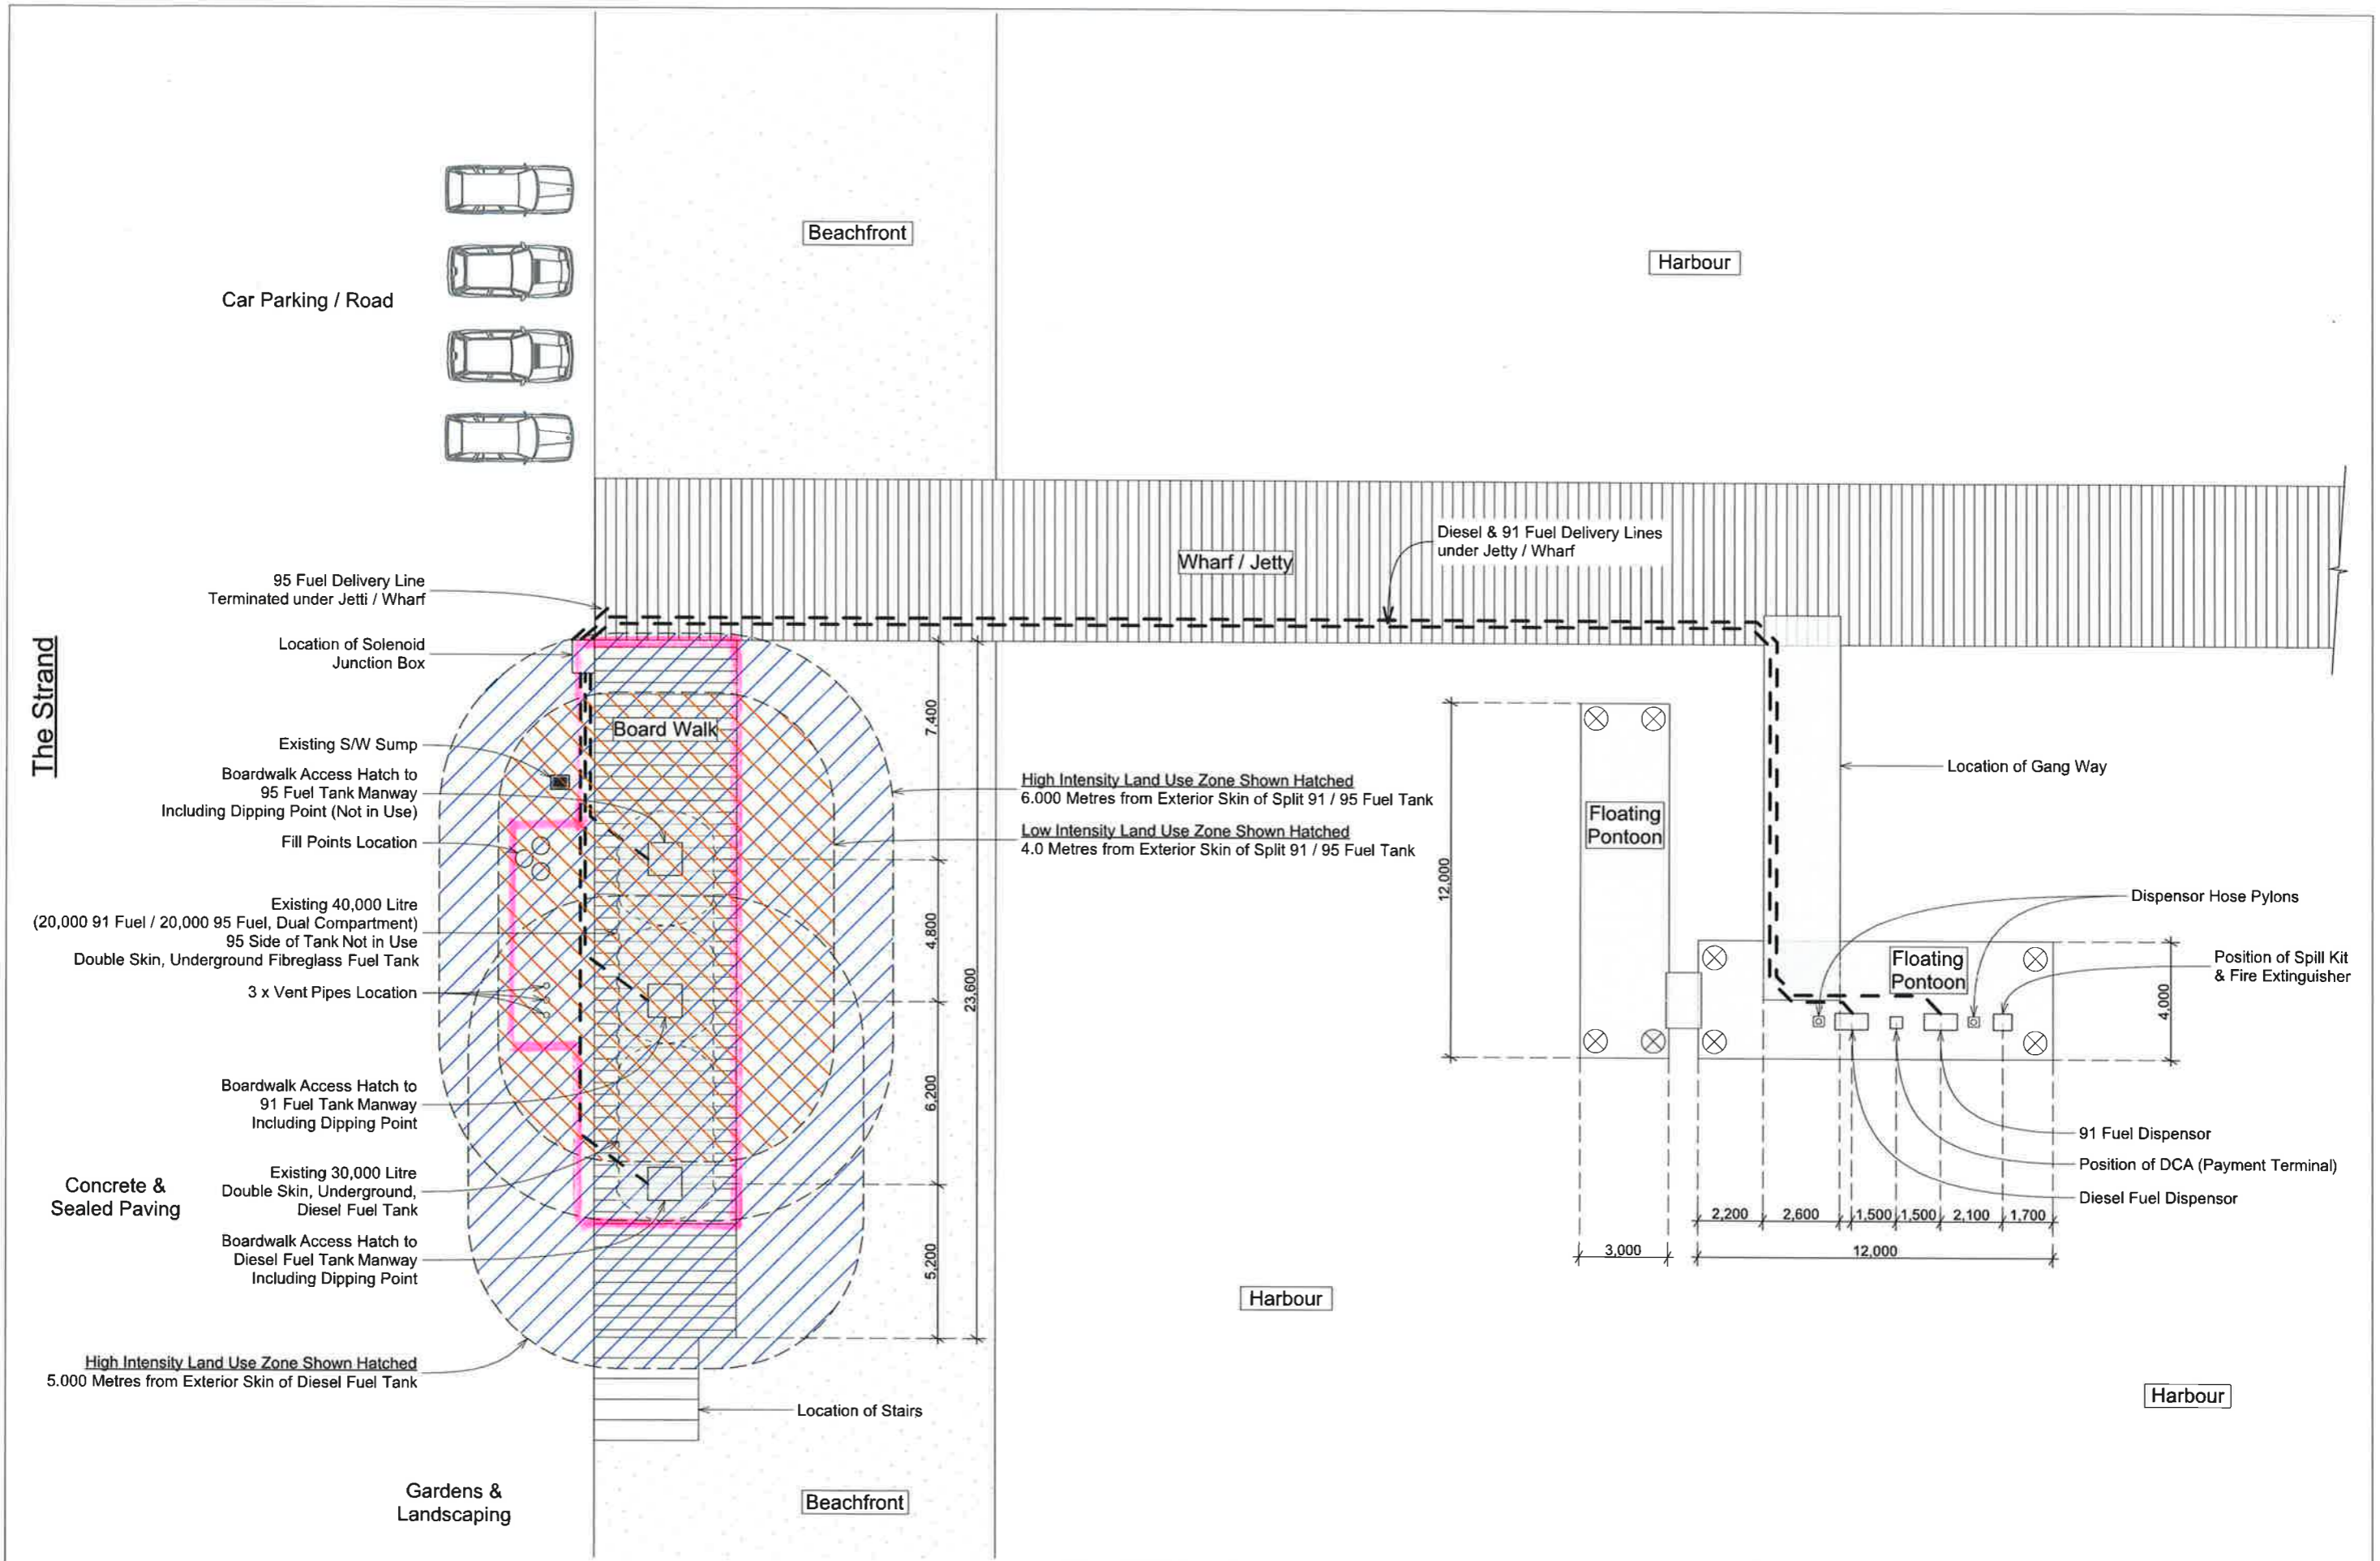 Beachfront
Harbour
Car Parking / Road
Diesel & 91 Fuel Delivery Lines
under Jetty / Wharf
Wharf / Jetty
95 Fuel Delivery Line
Terminated under Jetti / Wharf
Location of Solenoid
Junction Box
The Strand
Board Walk
Existing S/W Sump
Boardwalk Access Hatch to
95 Fuel Tank Manway
Including Dipping Point (Not in Use)
Fill Points Location
Existing 40,000 Litre
(20,000 91 Fuel / 20,000 95 Fuel, Dual Compartment)
95 Side of Tank Not in Use
Double Skin, Underground Fibreglass Fuel Tank
3 x Vent Pipes Location
Boardwalk Access Hatch to
91 Fuel Tank Manway
Including Dipping Point
Existing 30,000 Litre
Double Skin, Underground,
Diesel Fuel Tank
Boardwalk Access Hatch to
Diesel Fuel Tank Manway
Including Dipping Point
Concrete &
Sealed Paving
High Intensity Land Use Zone Shown Hatched
5.000 Metres from Exterior Skin of Diesel Fuel Tank
Gardens &
Landscaping
7,400
4,800
6,200
5,200
23,600
High Intensity Land Use Zone Shown Hatched
6.000 Metres from Exterior Skin of Split 91 / 95 Fuel Tank
Low Intensity Land Use Zone Shown Hatched
4.0 Metres from Exterior Skin of Split 91 / 95 Fuel Tank
Location of Stairs
Beachfront
12,000
Floating
Pontoon
Location of Gang Way
Dispensor Hose Pylons
Floating
Pontoon
Position of Spill Kit
& Fire Extinguisher
4,000
91 Fuel Dispensor
Position of DCA (Payment Terminal)
Diesel Fuel Dispensor
2,200
2,600
1,500
1,500
2,100
1,700
3,000
12,000
Harbour
Harbour